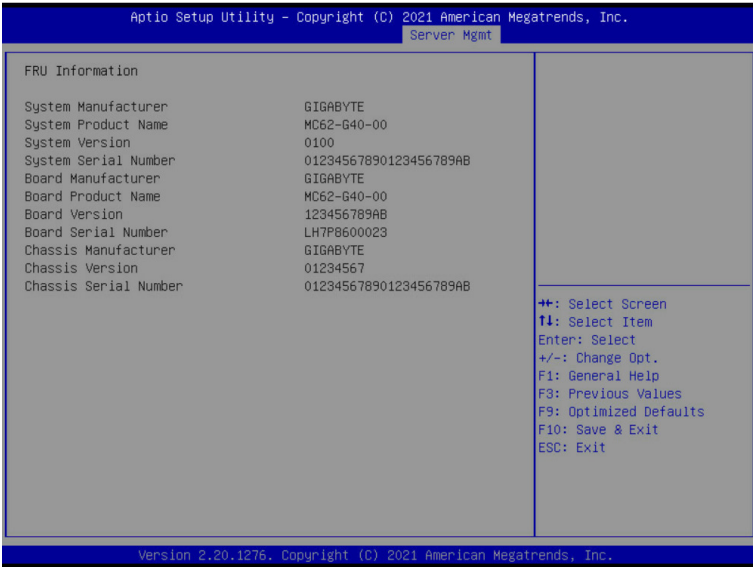 Aptio Setup Utility – Copyright (C) 2021 American Megatrends, Inc.
Server Mgmt
FRU Information
System Manufacturer GIGABYTE
System Product Name MC62-G40-00
System Version 0100
System Serial Number 01234567890123456789AB
Board Manufacturer GIGABYTE
Board Product Name MC62-G40-00
Board Version 123456789AB
Board Serial Number LH7P8600023
Chassis Manufacturer GIGABYTE
Chassis Version 01234567
Chassis Serial Number 01234567890123456789AB
→←: Select Screen
↑↓: Select Item
Enter: Select
+/-: Change Opt.
F1: General Help
F3: Previous Values
F9: Optimized Defaults
F10: Save & Exit
ESC: Exit
Version 2.20.1276. Copyright (C) 2021 American Megatrends, Inc.